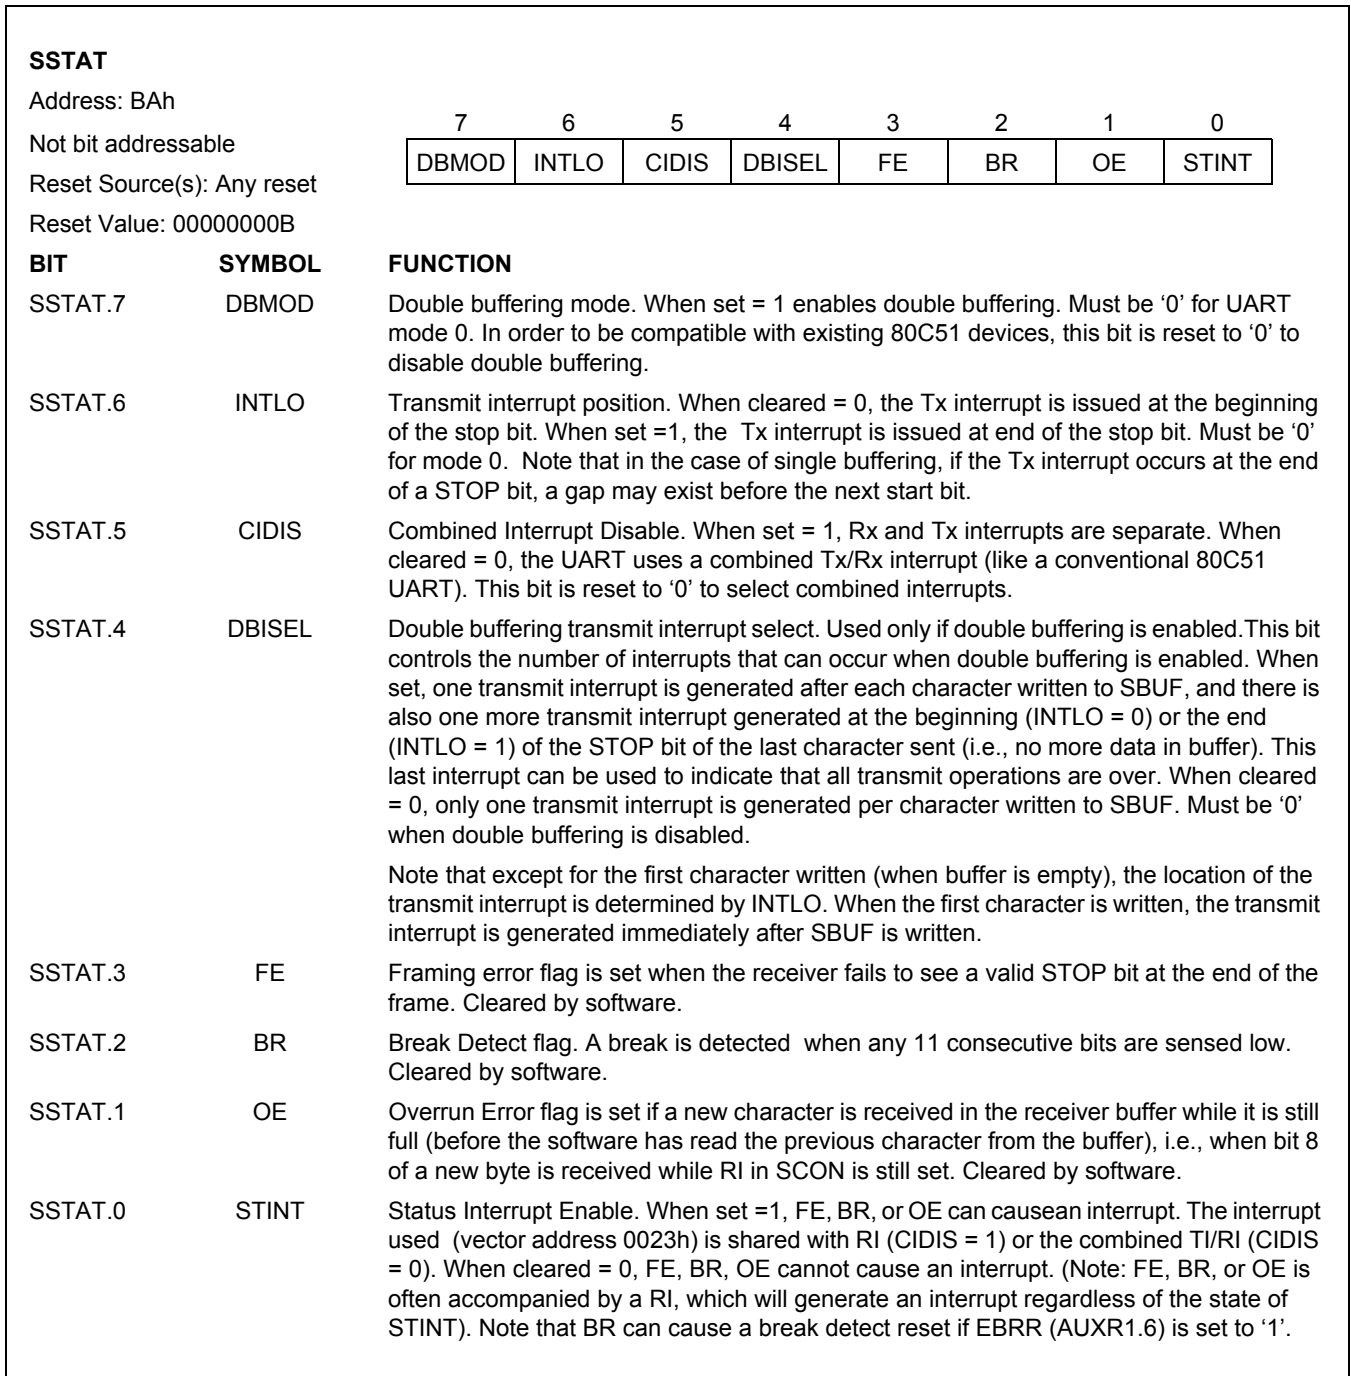 SSTAT
Address: BAh
Not bit addressable
Reset Source(s): Any reset
Reset Value: 00000000B
7 6 5 4 3 2 1 0
DBMOD INTLO CIDIS DBISEL FE BR OE STINT
BIT SYMBOL FUNCTION
SSTAT.7 DBMOD Double buffering mode. When set = 1 enables double buffering. Must be ‘0’ for UART
mode 0. In order to be compatible with existing 80C51 devices, this bit is reset to ‘0’ to
disable double buffering.
SSTAT.6 INTLO Transmit interrupt position. When cleared = 0, the Tx interrupt is issued at the beginning
of the stop bit. When set =1, the Tx interrupt is issued at end of the stop bit. Must be ‘0’
for mode 0. Note that in the case of single buffering, if the Tx interrupt occurs at the end
of a STOP bit, a gap may exist before the next start bit.
SSTAT.5 CIDIS Combined Interrupt Disable. When set = 1, Rx and Tx interrupts are separate. When
cleared = 0, the UART uses a combined Tx/Rx interrupt (like a conventional 80C51
UART). This bit is reset to ‘0’ to select combined interrupts.
SSTAT.4 DBISEL Double buffering transmit interrupt select. Used only if double buffering is enabled.This bit
controls the number of interrupts that can occur when double buffering is enabled. When
set, one transmit interrupt is generated after each character written to SBUF, and there is
also one more transmit interrupt generated at the beginning (INTLO = 0) or the end
(INTLO = 1) of the STOP bit of the last character sent (i.e., no more data in buffer). This
last interrupt can be used to indicate that all transmit operations are over. When cleared
= 0, only one transmit interrupt is generated per character written to SBUF. Must be ‘0’
when double buffering is disabled.
Note that except for the first character written (when buffer is empty), the location of the
transmit interrupt is determined by INTLO. When the first character is written, the transmit
interrupt is generated immediately after SBUF is written.
SSTAT.3 FE Framing error flag is set when the receiver fails to see a valid STOP bit at the end of the
frame. Cleared by software.
SSTAT.2 BR Break Detect flag. A break is detected when any 11 consecutive bits are sensed low.
Cleared by software.
SSTAT.1 OE Overrun Error flag is set if a new character is received in the receiver buffer while it is still
full (before the software has read the previous character from the buffer), i.e., when bit 8
of a new byte is received while RI in SCON is still set. Cleared by software.
SSTAT.0 STINT Status Interrupt Enable. When set =1, FE, BR, or OE can causean interrupt. The interrupt
used (vector address 0023h) is shared with RI (CIDIS = 1) or the combined TI/RI (CIDIS
= 0). When cleared = 0, FE, BR, OE cannot cause an interrupt. (Note: FE, BR, or OE is
often accompanied by a RI, which will generate an interrupt regardless of the state of
STINT). Note that BR can cause a break detect reset if EBRR (AUXR1.6) is set to ‘1’.